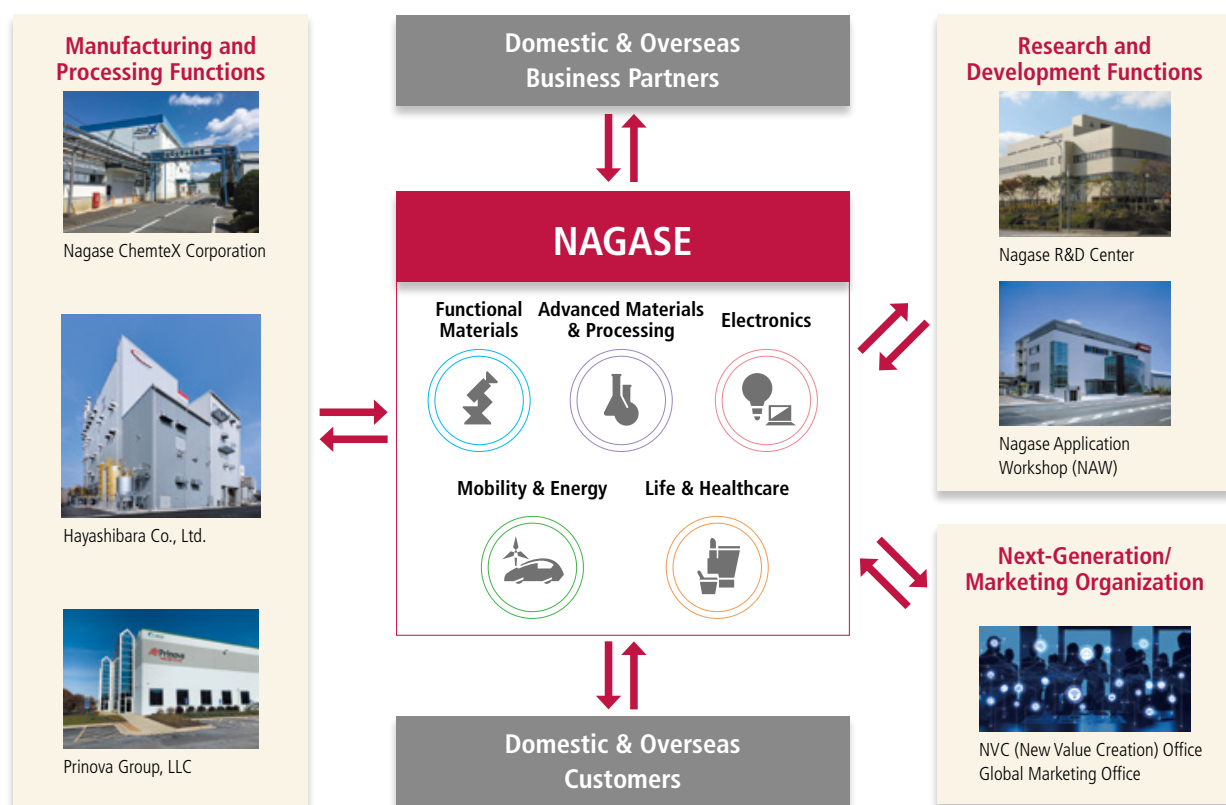 Manufacturing and
Processing Functions
Nagase ChemteX Corporation
Hayashibara Co., Ltd.
Prinova
Prinova Group, LLC
Domestic & Overseas
Business Partners
NAGASE
Functional
Materials
Advanced Materials
& Processing
Electronics
Mobility & Energy
Life & Healthcare
Domestic & Overseas
Customers
Research and
Development Functions
Nagase R&D Center
Nagase Application
Workshop (NAW)
Next-Generation/
Marketing Organization
NVC (New Value Creation) Office
Global Marketing Office